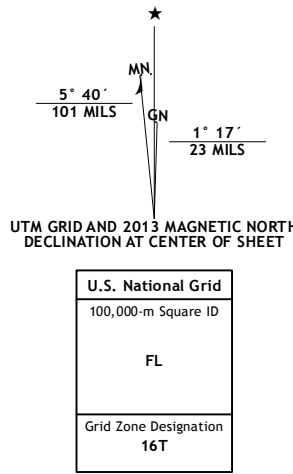 MN.
GN
5° 40´
101 MILS
1° 17´
23 MILS
UTM GRID AND 2013 MAGNETIC NORTH
DECLINATION AT CENTER OF SHEET
U.S. National Grid
100,000-m Square ID
FL
Grid Zone Designation
16T